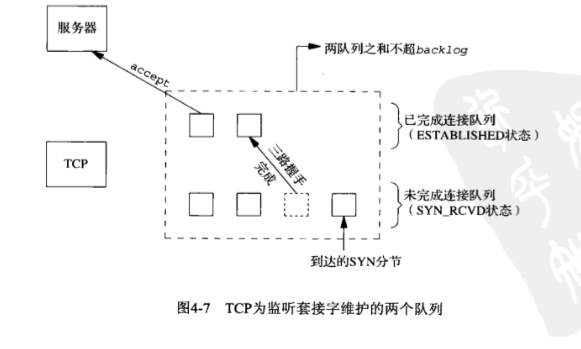 服务器
两队列之和不超backlog
accept
已完成连接队列
（ESTABLISHED状态）
TCP
三路握手
完成
未完成连接队列
（SYN_RCVD状态）
到达的SYN分节
图4-7 TCP为监听套接字维护的两个队列